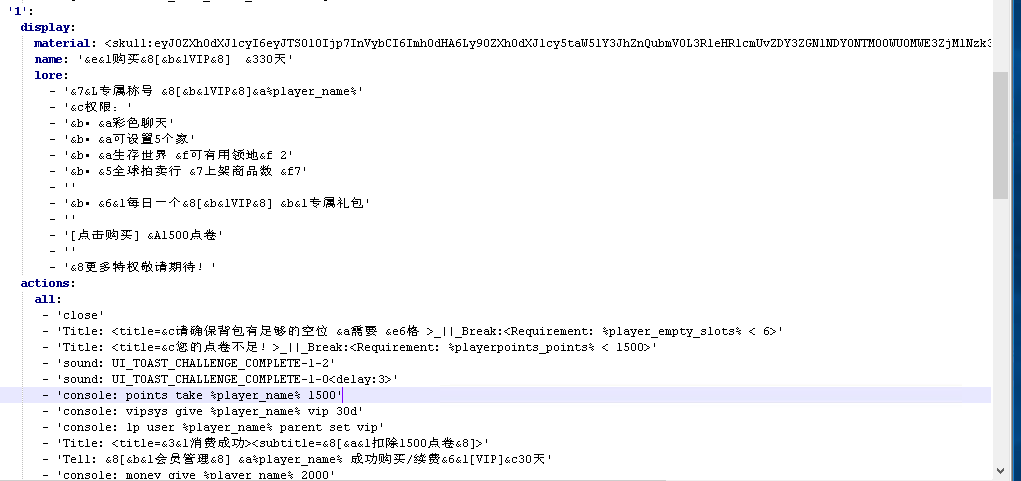 '1':
display:
material: <skull:eyJ0ZXh0dXJlcyI6eyJTS0lOIjp7InVybCI6Imh0dHA6Ly90ZXh0dXJlcy5taW5lY3JhZnQubmV0L3RleHR1cmUvZDY3ZGNlNDY0NTM0OWU0MWE3ZjM1Nzk3
name: '&e&l购买&8[&b&lVIP&8]  &330天'
lore:
- '&7&L专属称号 &8[&b&lVIP&8]&a%player_name%'
- '&c权限：'
- '&b▪ &a彩色聊天'
- '&b▪ &a可设置5个家'
- '&b▪ &a生存世界 &f可有用领地&f 2'
- '&b▪ &5全球拍卖行 &7上架商品数 &f7'
- ''
- '&b▪ &6&l每日一个&8[&b&lVIP&8] &b&l专属礼包'
- ''
- '[点击购买] &A1500点卷'
- ''
- '&8更多特权敬请期待！'
actions:
all:
- 'close'
- 'Title: <title=&c请确保背包有足够的空位 &a需要 &e6格 >_||_Break:<Requirement: %player_empty_slots% < 6>'
- 'Title: <title=&c您的点卷不足！>_||_Break:<Requirement: %playerpoints_points% < 1500>'
- 'sound: UI_TOAST_CHALLENGE_COMPLETE-1-2'
- 'sound: UI_TOAST_CHALLENGE_COMPLETE-1-0<delay:3>'
- 'console: points take %player_name% 1500'
- 'console: vipsys give %player_name% vip 30d'
- 'console: lp user %player_name% parent set vip'
- 'Title: <title=&3&l消费成功><subtitle=&8[&a&l扣除1500点卷&8]>'
- 'Tell: &8[&b&l会员管理&8] &a%player_name% 成功购买/续费&6&l[VIP]&c30天'
- 'console: money give %player_name% 2000'